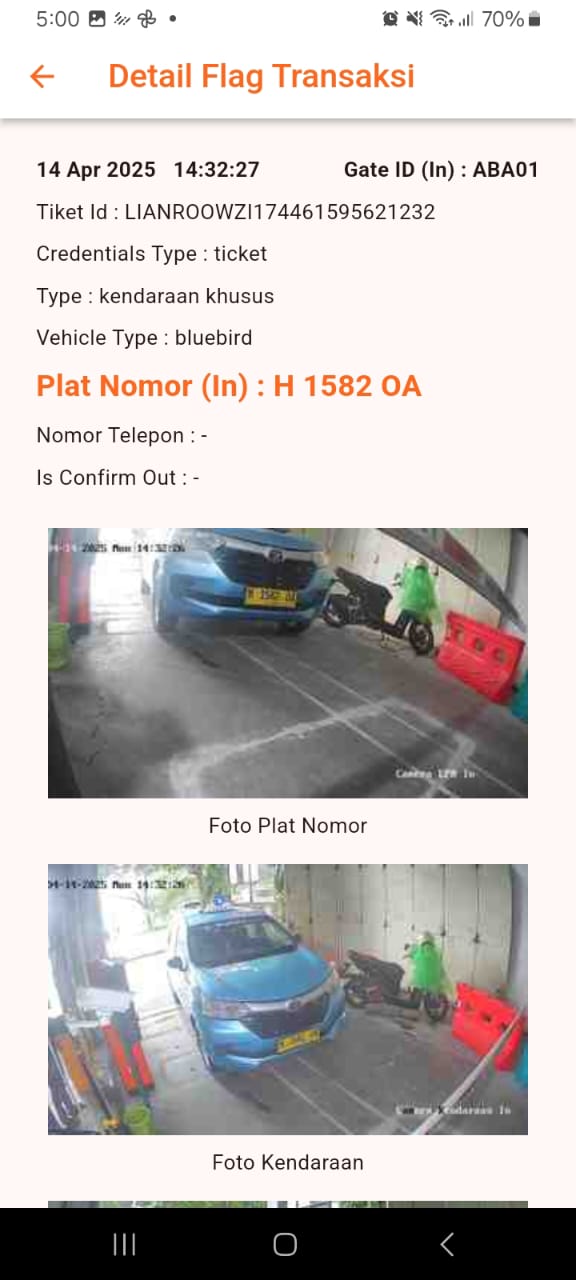 5:00 70%
Detail Flag Transaksi
14 Apr 2025 14:32:27 Gate ID (In) : ABA01
Tiket Id : LIANROOWZI174461595621232
Credentials Type : ticket
Type : kendaraan khusus
Vehicle Type : bluebird
Plat Nomor (In) : H 1582 OA
Nomor Telepon : -
Is Confirm Out : -
04-14 2025 Mon 14:32:26
H 1582 OA
Camera LPR In
Foto Plat Nomor
04-14-2025 Mon 14:32:26
Camera Kendaraan In
Foto Kendaraan